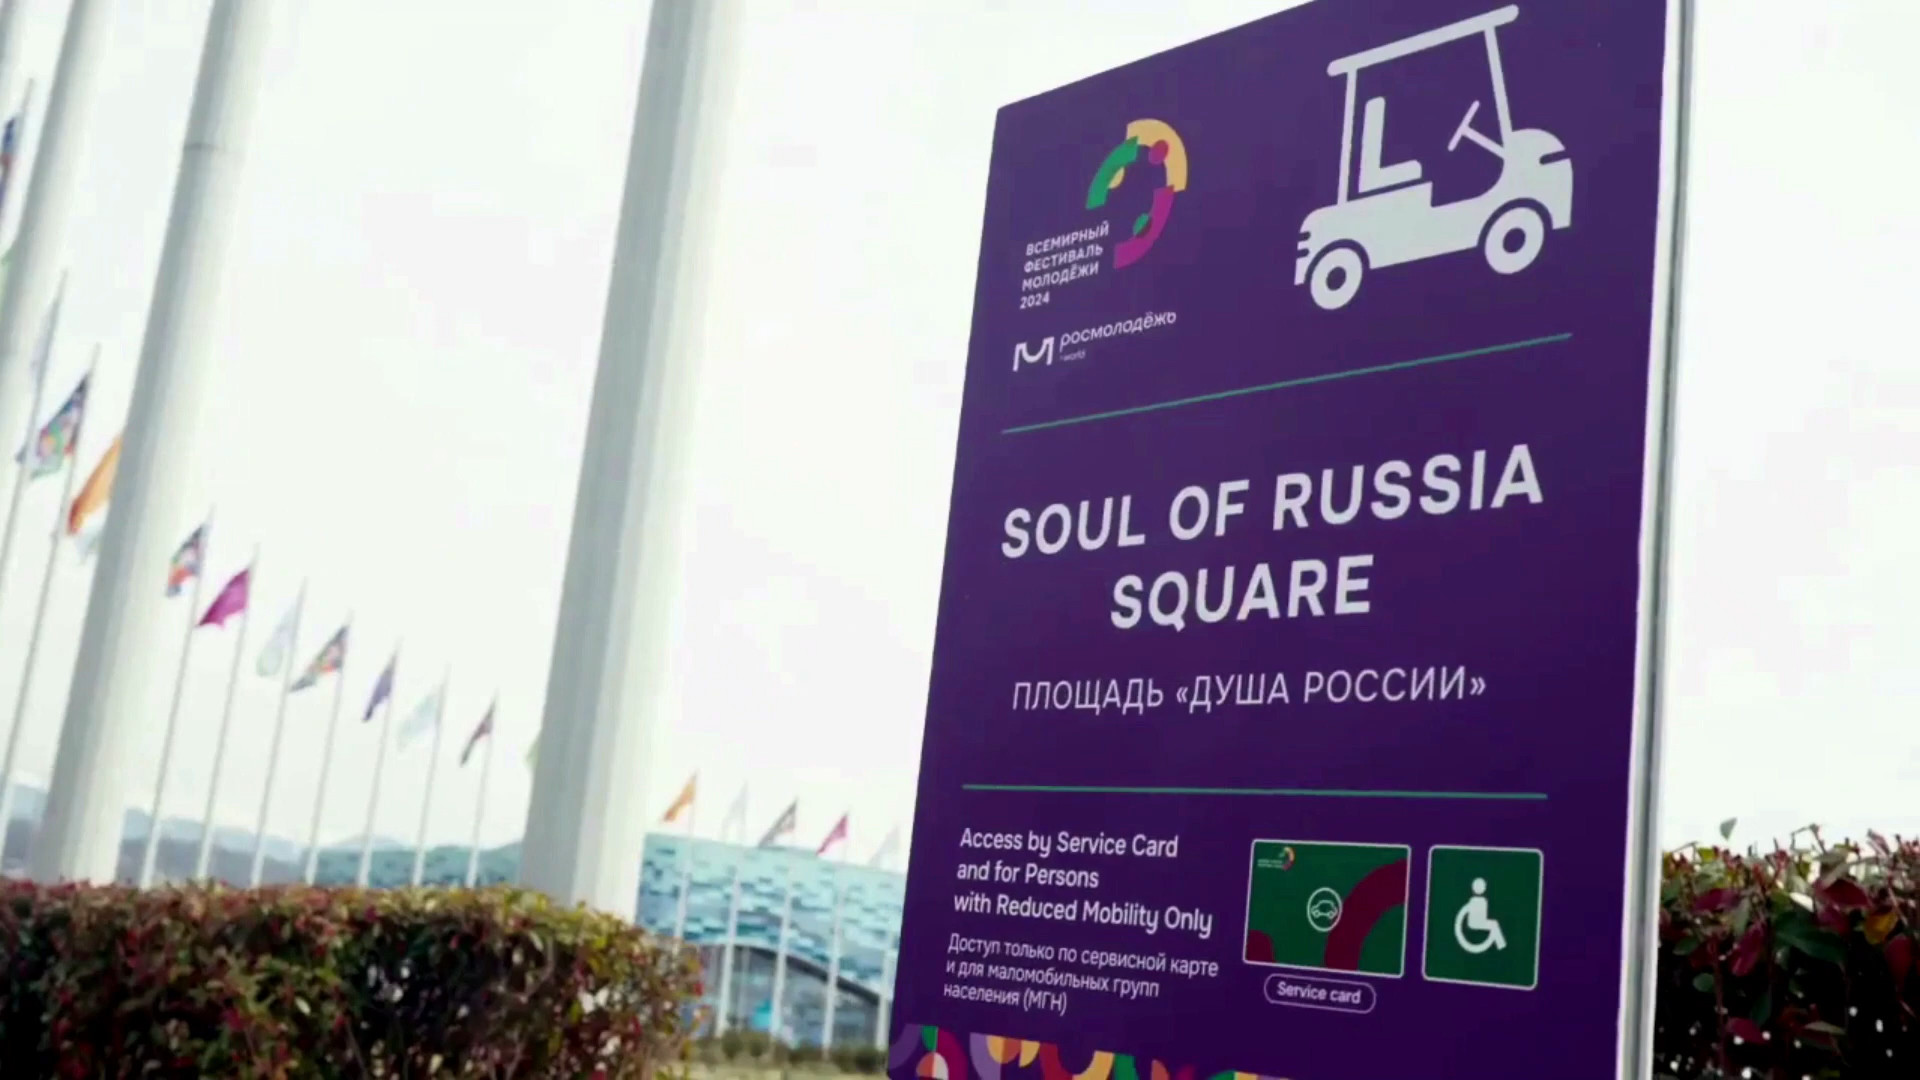 ВСЕМИРНЫЙ
ФЕСТИВАЛЬ
МОЛОДЁЖИ
2024
росмолодёжь
world
SOUL OF RUSSIA
SQUARE
ПЛОЩАДЬ «ДУША РОССИИ»
Access by Service Card
and for Persons
with Reduced Mobility Only
Доступ только по сервисной карте
и для маломобильных групп
населения (МГН)
Service card